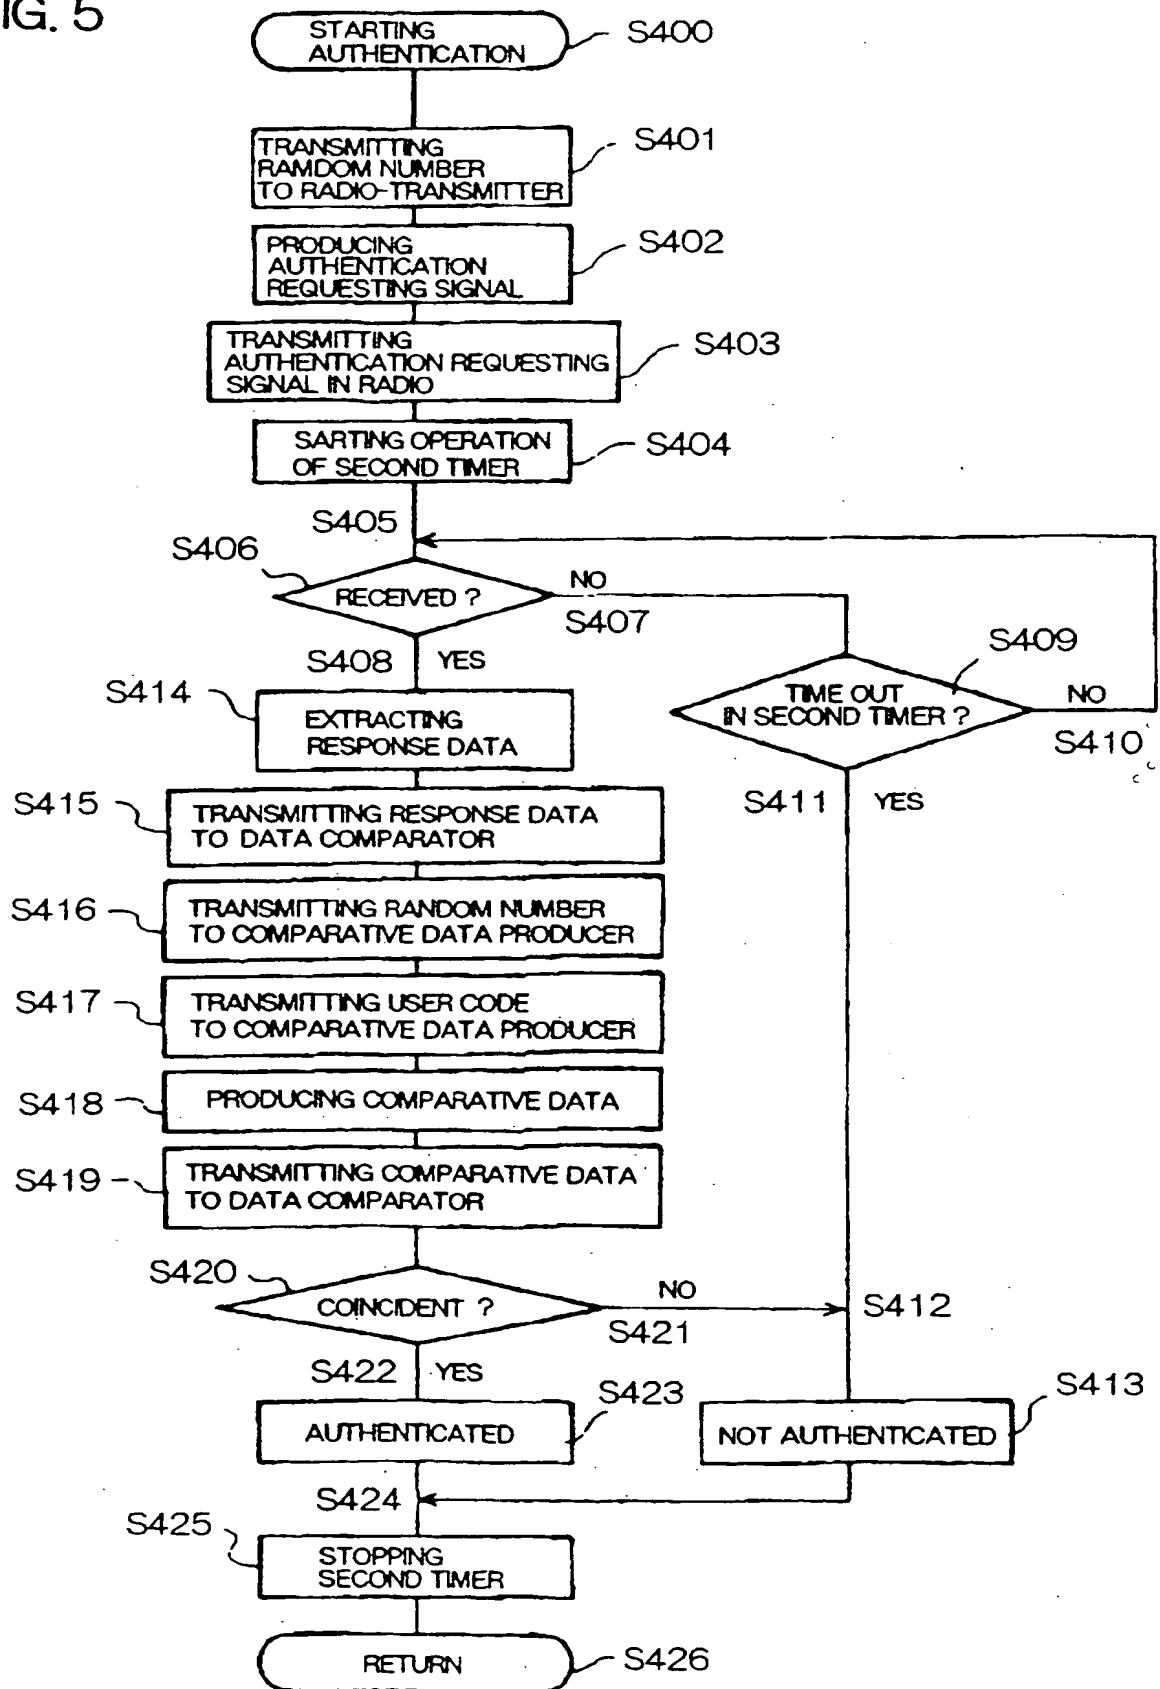 IG. 5
STARTING
AUTHENTICATION
S400
TRANSMITTING
RAMDOM NUMBER
TO RADIO-TRANSMITTER
S401
PRODUCING
AUTHENTICATION
REQUESTING SIGNAL
S402
TRANSMITTING
AUTHENTICATION REQUESTING
SIGNAL IN RADIO
S403
SARTING OPERATION
OF SECOND TIMER
S404
S405
S406
RECEIVED ?
NO
S407
S408
YES
S409
TIME OUT
IN SECOND TIMER ?
NO
S410
S411
YES
S414
EXTRACTING
RESPONSE DATA
S415
TRANSMITTING RESPONSE DATA
TO DATA COMPARATOR
S416
TRANSMITTING RANDOM NUMBER
TO COMPARATIVE DATA PRODUCER
S417
TRANSMITTING USER CODE
TO COMPARATIVE DATA PRODUCER
S418
PRODUCING COMPARATIVE DATA
S419
TRANSMITTING COMPARATIVE DATA
TO DATA COMPARATOR
S420
COINCIDENT ?
NO
S421
S412
S422
YES
S423
AUTHENTICATED
S413
NOT AUTHENTICATED
S424
S425
STOPPING
SECOND TIMER
RETURN
S426